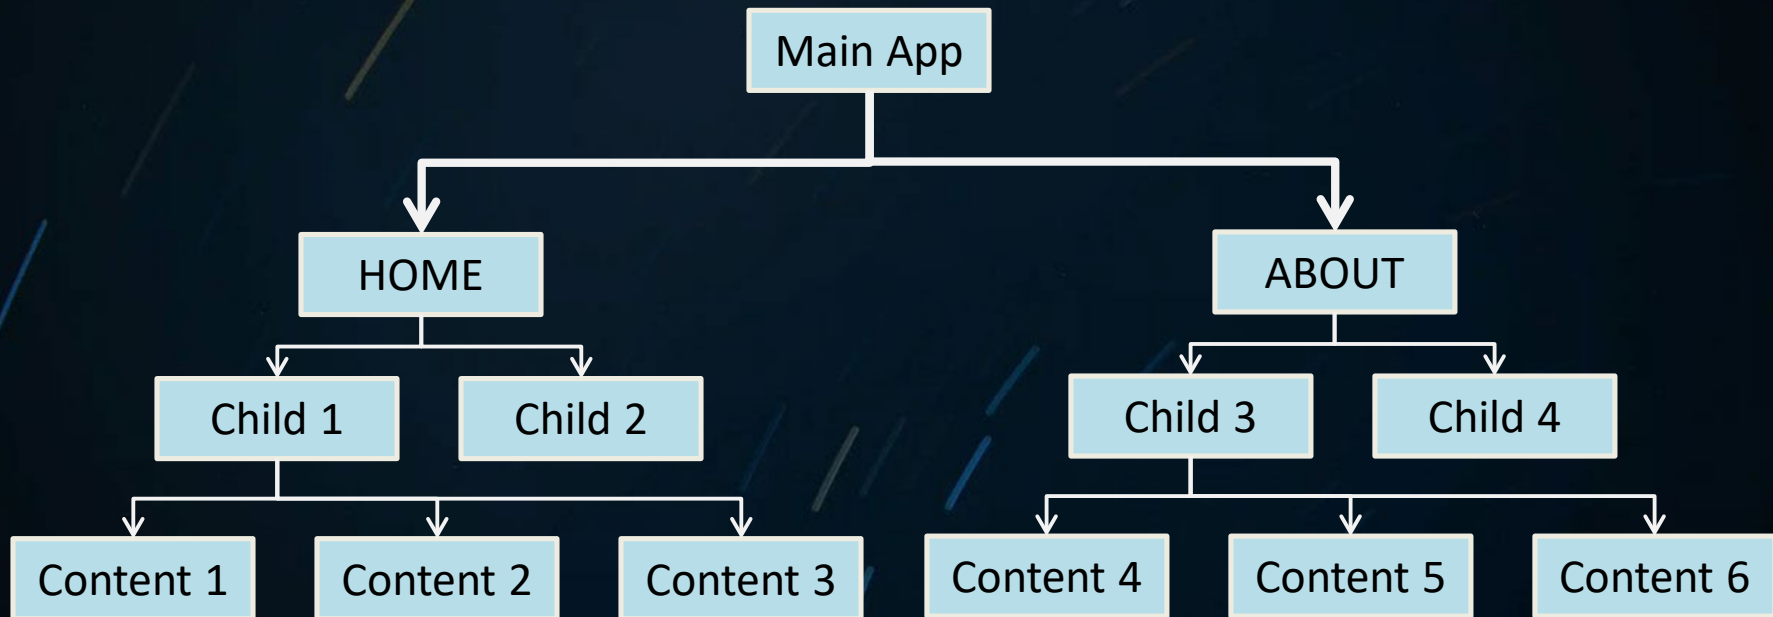 Main App
HOME
ABOUT
Child 1
Child 2
Child 3
Child 4
Content 1
Content 2
Content 3
Content 4
Content 5
Content 6